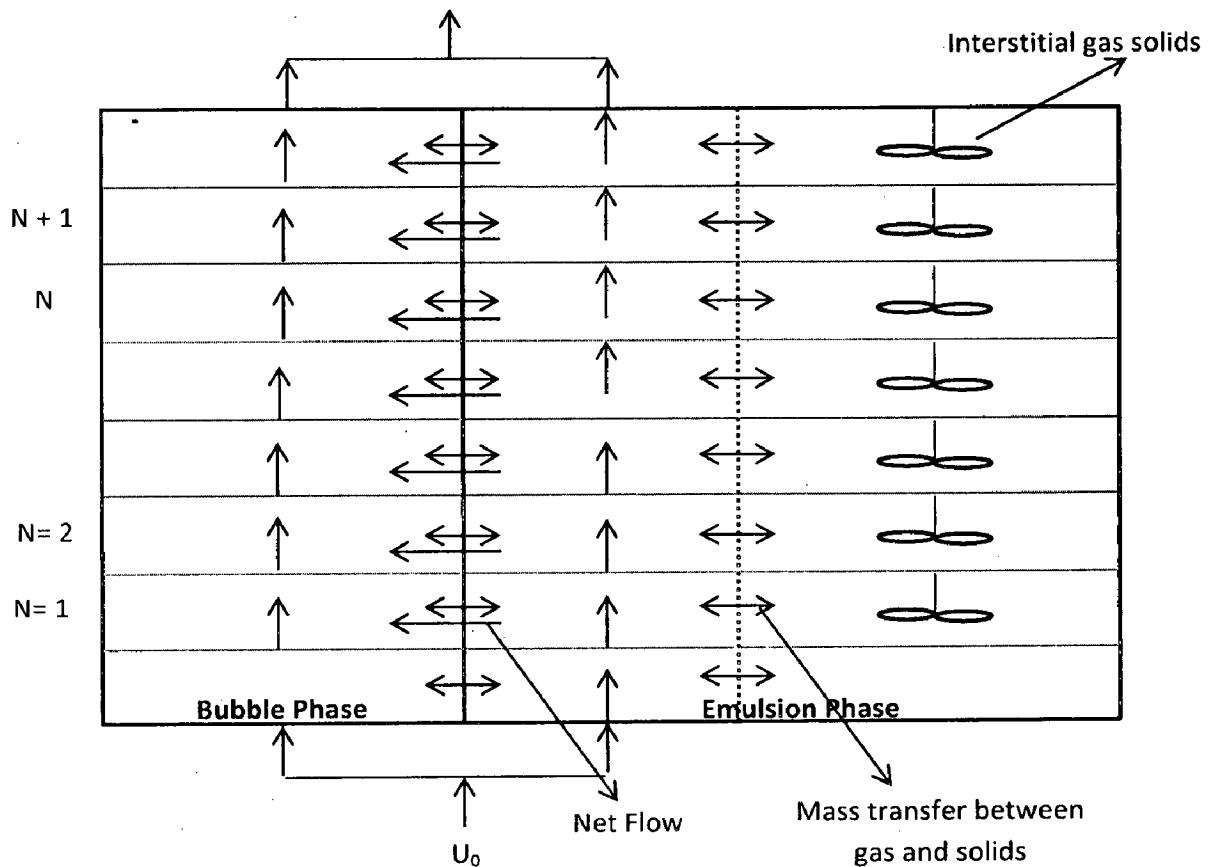 Interstitial gas solids
N + 1
N
N= 2
N= 1
Bubble Phase
Emulsion Phase
Net Flow
Mass transfer between
gas and solids
U₀